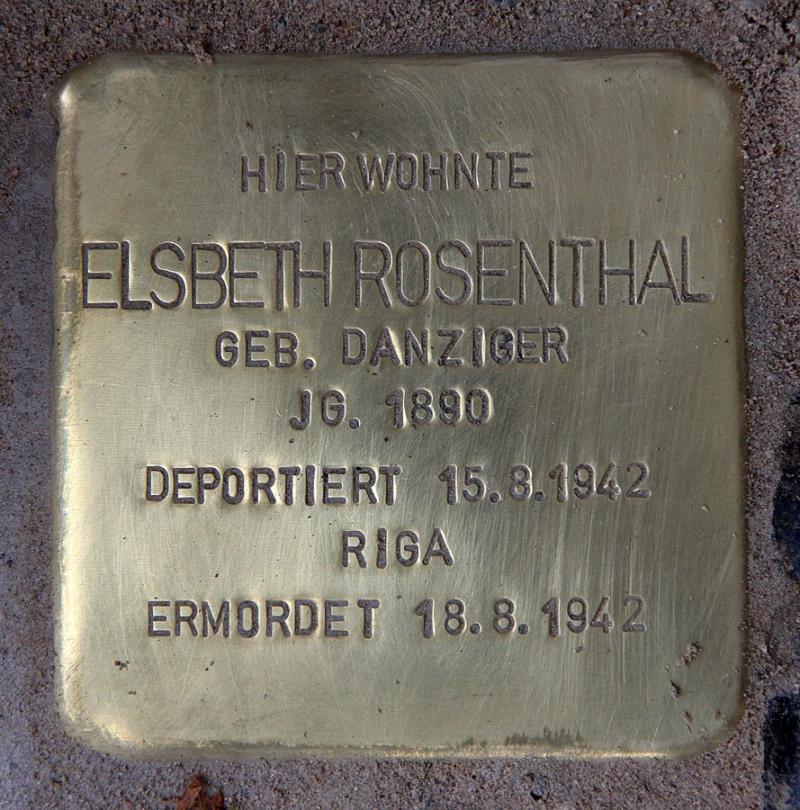 HIER WOHNTE
ELSBETH ROSENTHAL
GEB. DANZIGER
JG. 1890
DEPORTIERT 15.8.1942
RIGA
ERMORDET 18.8.1942